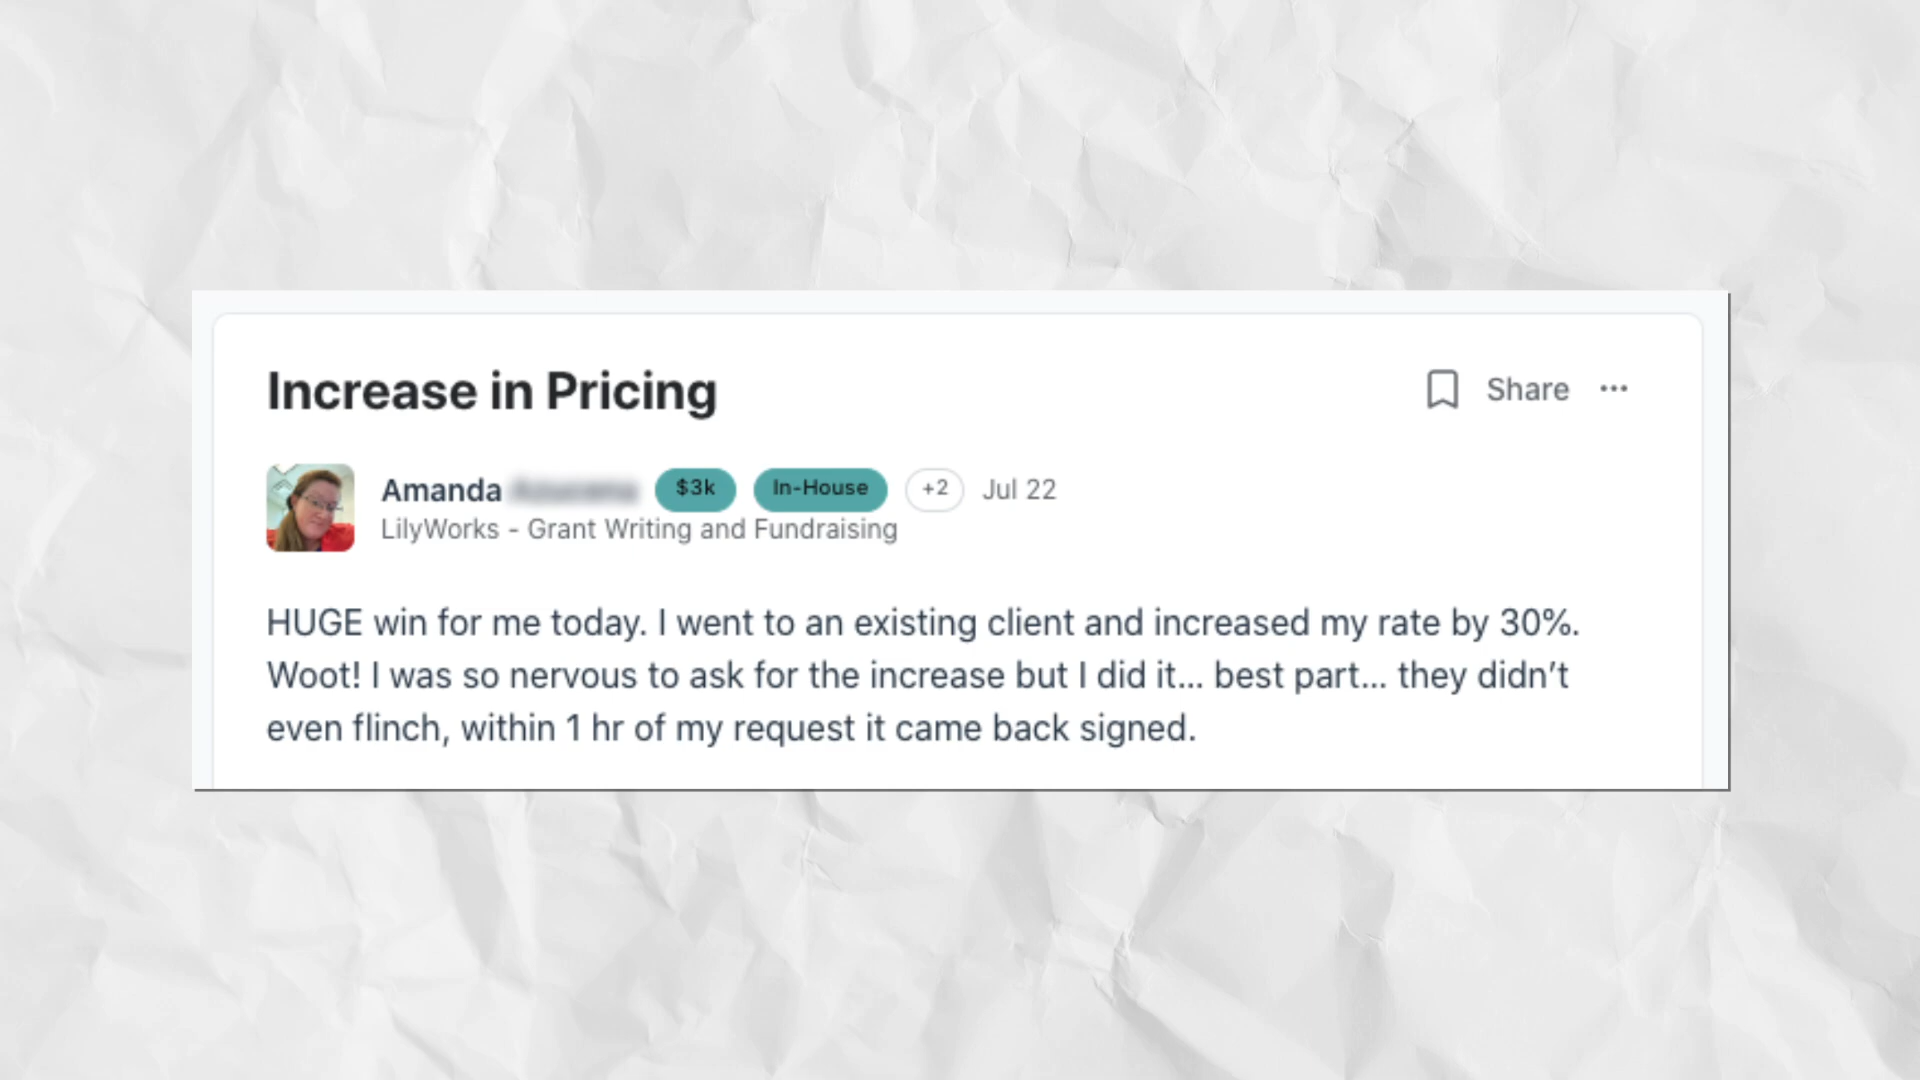 Increase in Pricing
Share
Amanda $3k In-House +2 Jul 22
LilyWorks - Grant Writing and Fundraising
HUGE win for me today. I went to an existing client and increased my rate by 30%.
Woot! I was so nervous to ask for the increase but I did it... best part... they didn’t
even flinch, within 1 hr of my request it came back signed.